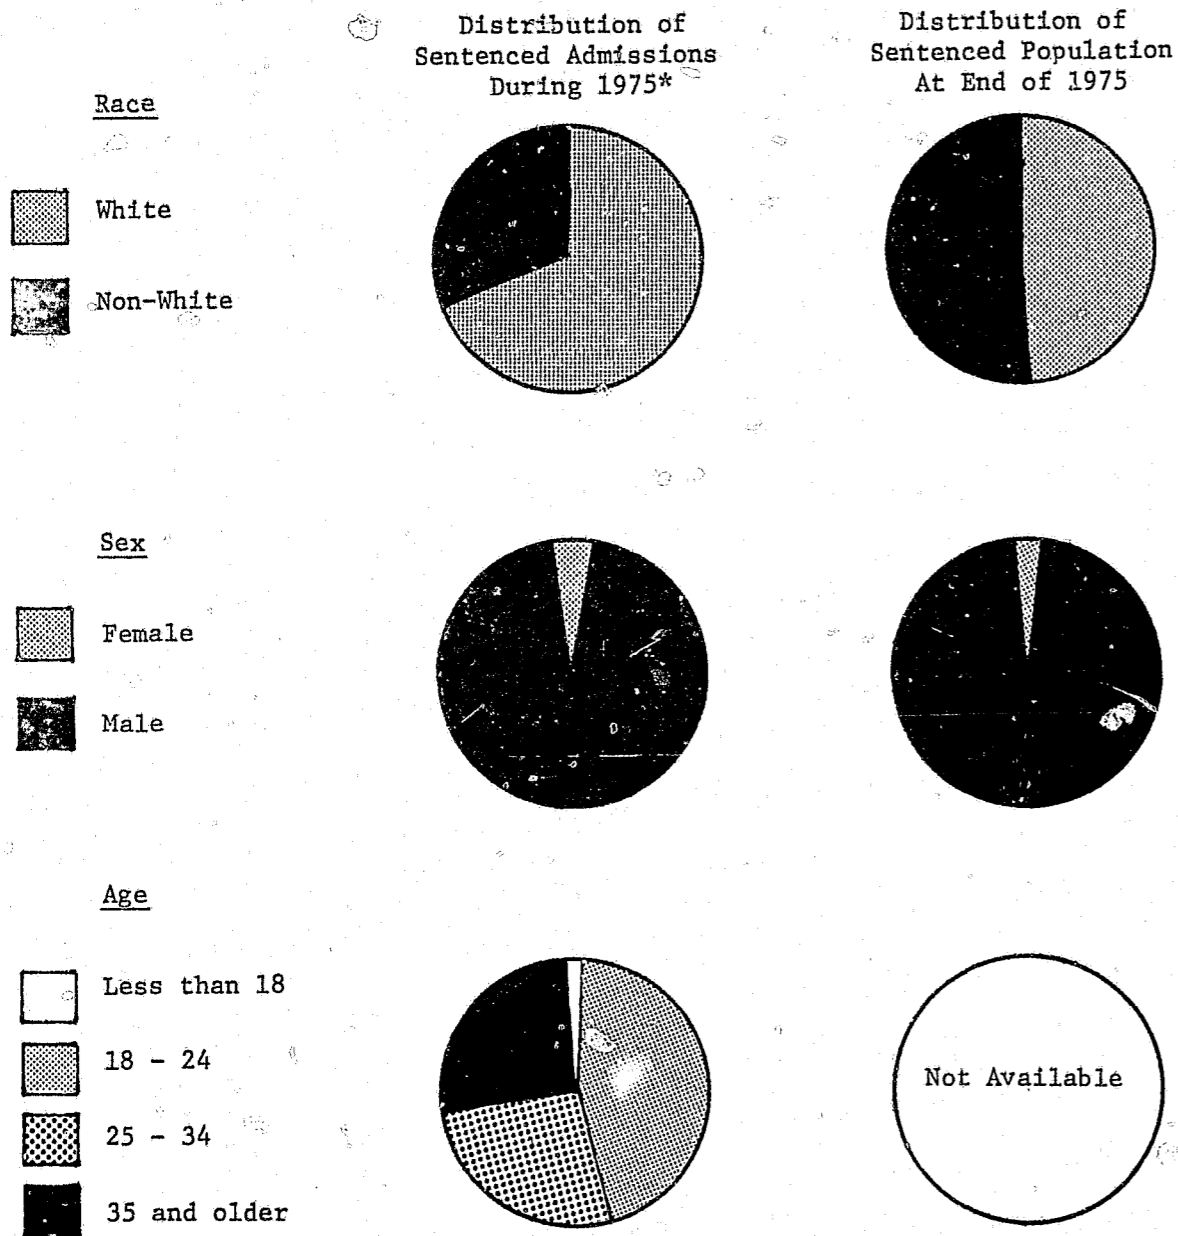 Distribution of
Sentenced Admissions
During 1975*
Distribution of
Sentenced Population
At End of 1975
Race
White
Non-White
Sex
Female
Male
Age
Less than 18
18 - 24
25 - 34
35 and older
Not Available